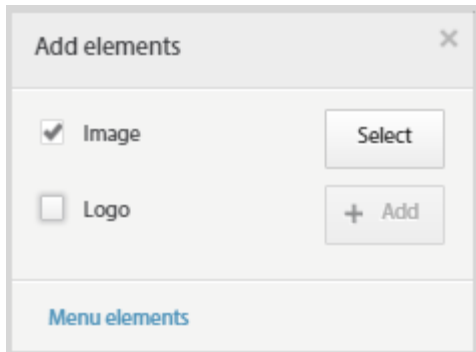 Add elements
Image
Select
Logo
+ Add
Menu elements